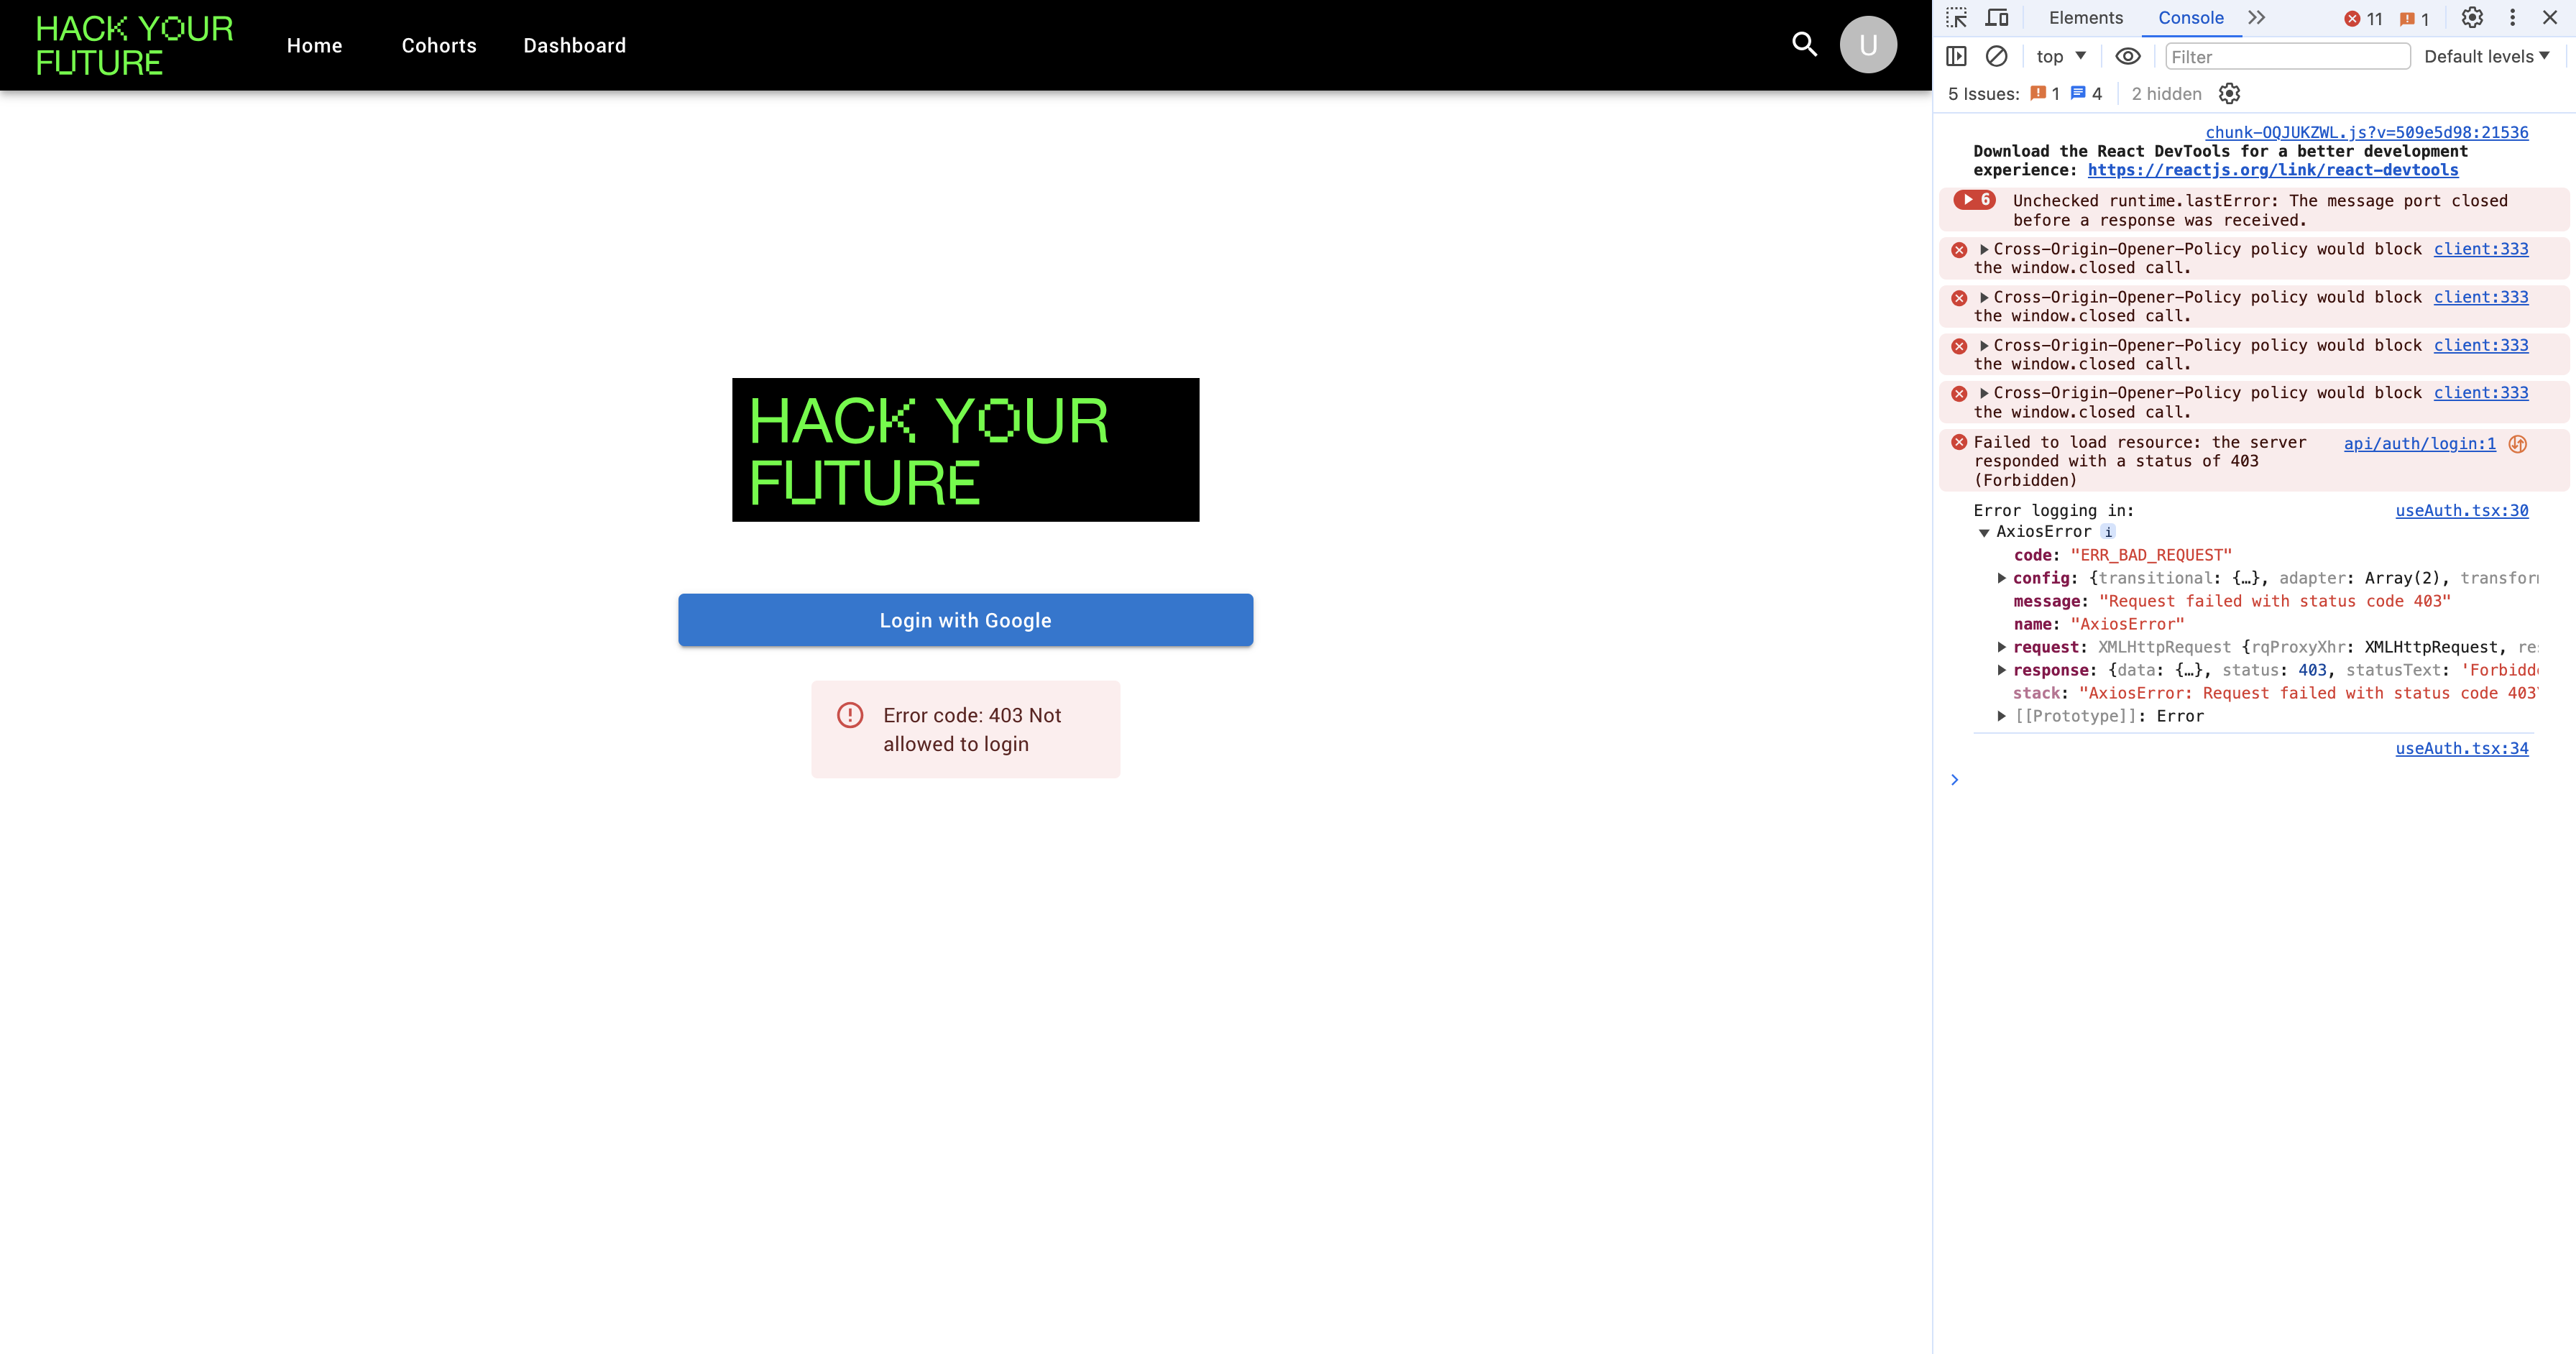 HACK YOUR
FUTURE
Home
Cohorts
Dashboard
U
HACK YOUR
FUTURE
Login with Google
Error code: 403 Not
allowed to login
Elements
Console
11
1
top
Filter
Default levels
5 Issues:
1
4
2 hidden
chunk-OQJUKZWL.js?v=509e5d98:21536
Download the React DevTools for a better development
experience: https://reactjs.org/link/react-devtools
6
Unchecked runtime.lastError: The message port closed
before a response was received.
Cross-Origin-Opener-Policy policy would block client:333
the window.closed call.
Cross-Origin-Opener-Policy policy would block client:333
the window.closed call.
Cross-Origin-Opener-Policy policy would block client:333
the window.closed call.
Cross-Origin-Opener-Policy policy would block client:333
the window.closed call.
Failed to load resource: the server api/auth/login:1
responded with a status of 403
(Forbidden)
Error logging in: useAuth.tsx:30
AxiosError i
code: "ERR_BAD_REQUEST"
config: {transitional: {…}, adapter: Array(2), transfor
message: "Request failed with status code 403"
name: "AxiosError"
request: XMLHttpRequest {rqProxyXhr: XMLHttpRequest, re
response: {data: {…}, status: 403, statusText: 'Forbidd
stack: "AxiosError: Request failed with status code 403
[[Prototype]]: Error
useAuth.tsx:34